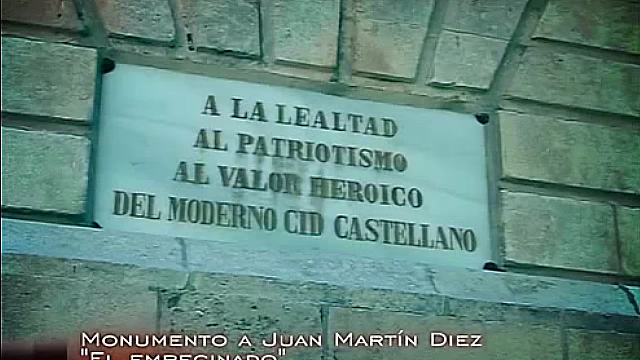 A LA LEALTAD
AL PATRIOTISMO
AL VALOR HEROICO
DEL MODERNO CID CASTELLANO
MONUMENTO A JUAN MARTÍN DIEZ
"EL EMPECINADO"